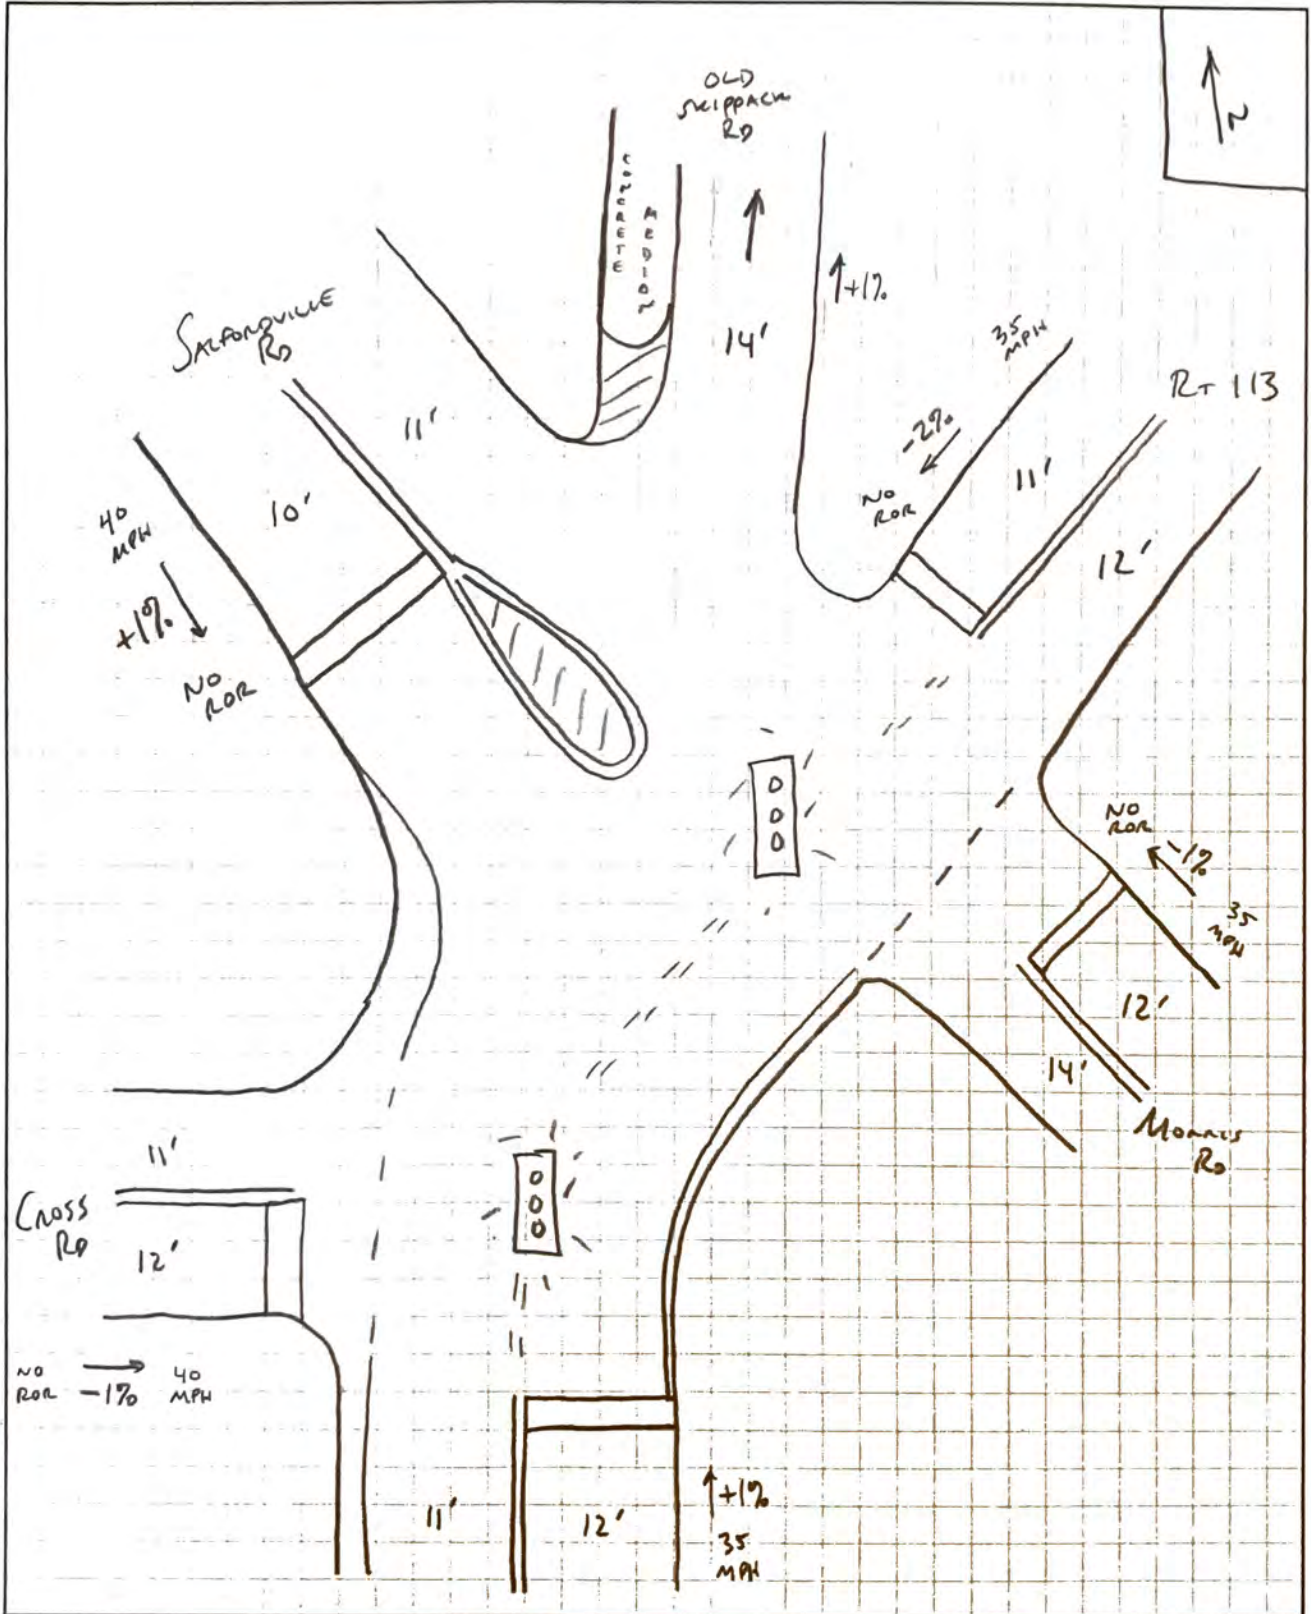 OLD
SKIPPACK
RD
N
CONCRETE
MEDIAN
+1%
14'
35
MPH
SALFORDVILLE
RD
RT 113
11'
-2%
11'
NO
ROR
10'
40
MPH
+1%
NO
ROR
12'
NO
ROR
-1%
35
MPH
12'
14'
MORRIS
RD
11'
CROSS
RD
12'
NO
ROR
-1%
40
MPH
11'
12'
+1%
35
MPH